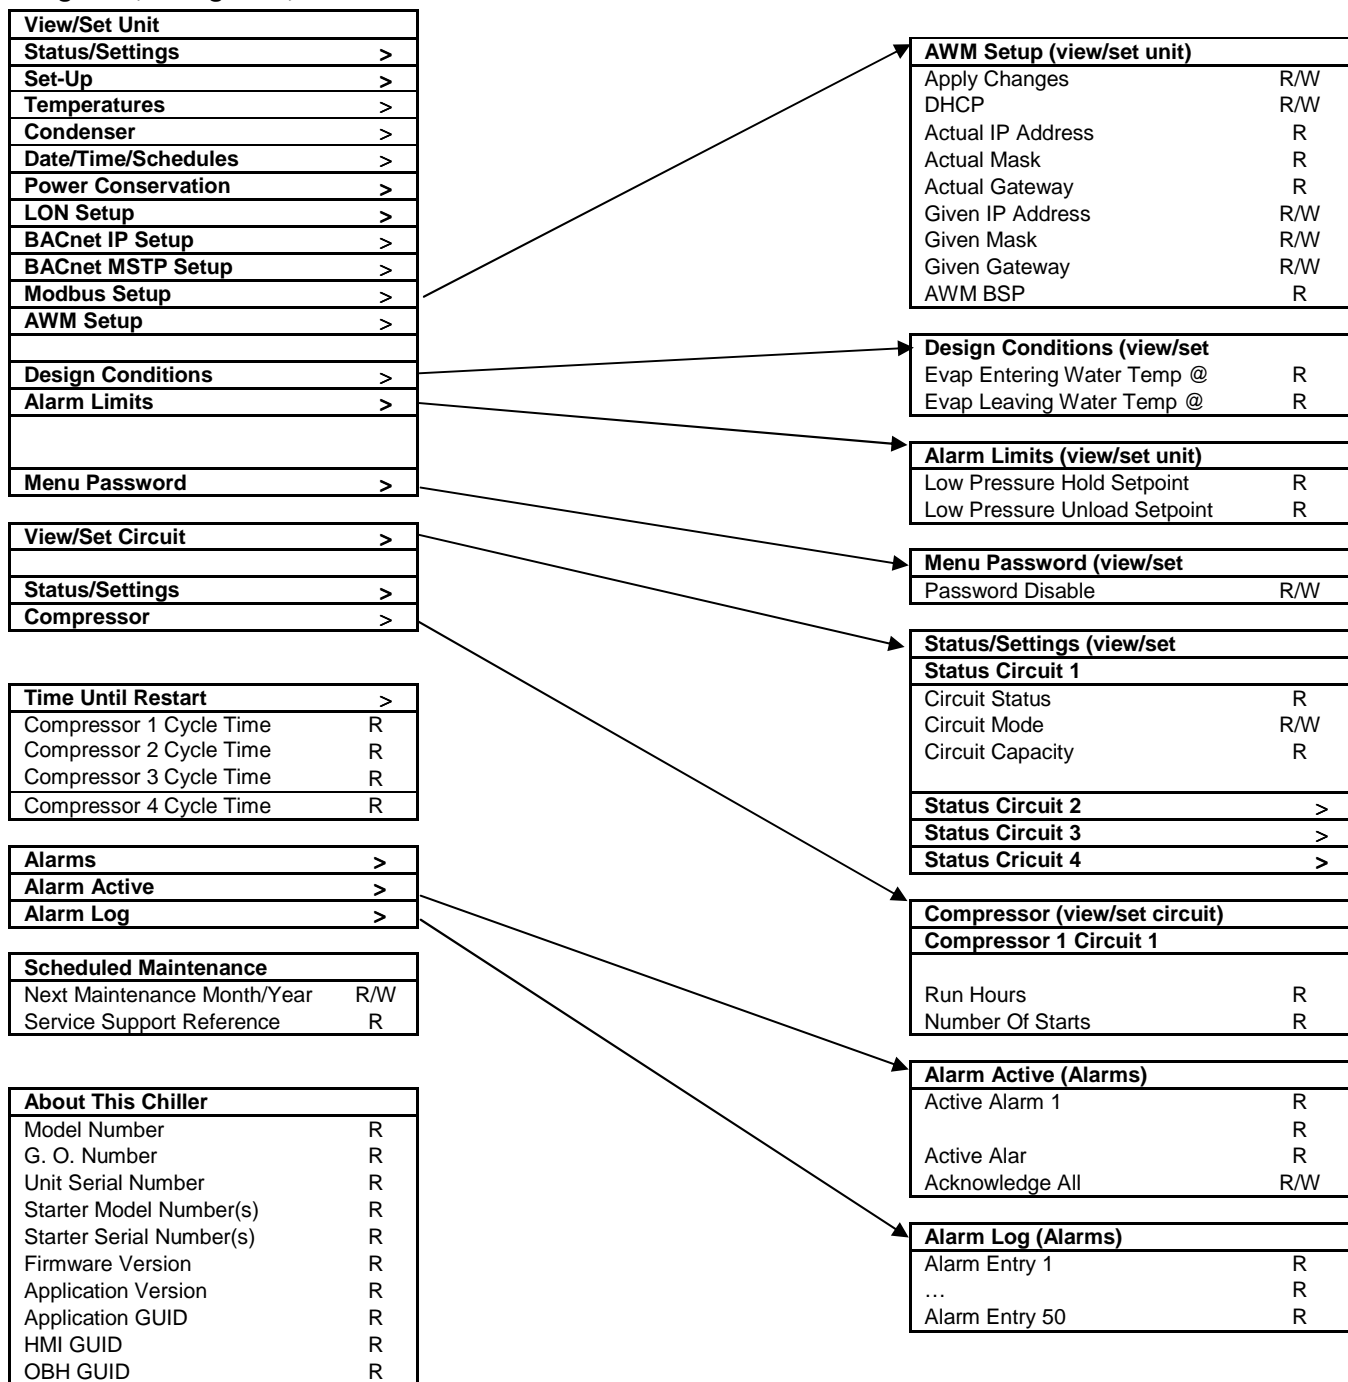 View/Set Unit
Status/Settings >
Set-Up >
Temperatures >
Condenser >
Date/Time/Schedules >
Power Conservation >
LON Setup >
BACnet IP Setup >
BACnet MSTP Setup >
Modbus Setup >
AWM Setup >
Design Conditions >
Alarm Limits >
Menu Password >
View/Set Circuit >
Status/Settings >
Compressor >
Time Until Restart >
Compressor 1 Cycle Time R
Compressor 2 Cycle Time R
Compressor 3 Cycle Time R
Compressor 4 Cycle Time R
Alarms >
Alarm Active >
Alarm Log >
Scheduled Maintenance
Next Maintenance Month/Year R/W
Service Support Reference R
About This Chiller
Model Number R
G. O. Number R
Unit Serial Number R
Starter Model Number(s) R
Starter Serial Number(s) R
Firmware Version R
Application Version R
Application GUID R
HMI GUID R
OBH GUID R
AWM Setup (view/set unit)
Apply Changes R/W
DHCP R/W
Actual IP Address R
Actual Mask R
Actual Gateway R
Given IP Address R/W
Given Mask R/W
Given Gateway R/W
AWM BSP R
Design Conditions (view/set
Evap Entering Water Temp @ R
Evap Leaving Water Temp @ R
Alarm Limits (view/set unit)
Low Pressure Hold Setpoint R
Low Pressure Unload Setpoint R
Menu Password (view/set
Password Disable R/W
Status/Settings (view/set
Status Circuit 1
Circuit Status R
Circuit Mode R/W
Circuit Capacity R
Status Circuit 2 >
Status Circuit 3 >
Status Cricuit 4 >
Compressor (view/set circuit)
Compressor 1 Circuit 1
Run Hours R
Number Of Starts R
Alarm Active (Alarms)
Active Alarm 1 R
R
Active Alar R
Acknowledge All R/W
Alarm Log (Alarms)
Alarm Entry 1 R
… R
Alarm Entry 50 R